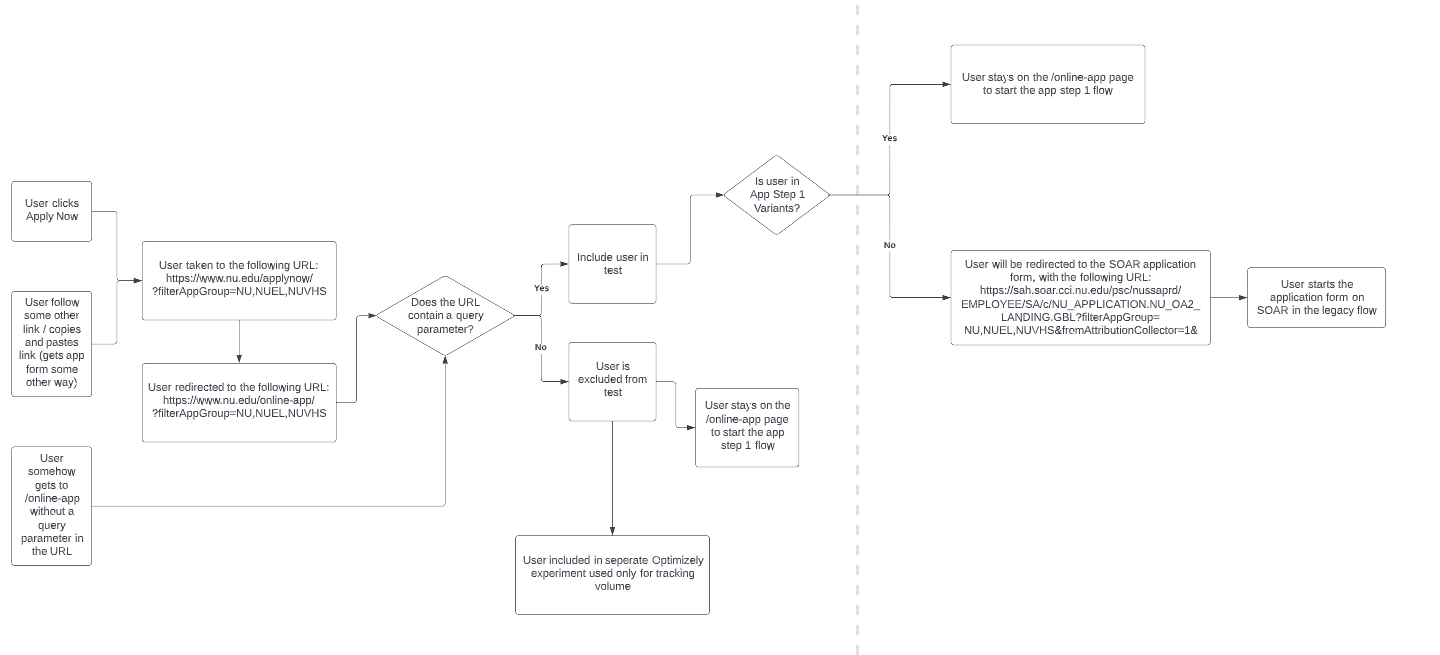 User clicks
Apply Now
User follow
some other
link / copies
and pastes
link (gets app
form some
other way)
User somehow
gets to
/online-app
without a
query
parameter in
the URL
User taken to the following URL:
https://www.nu.edu/applynow/
?filterAppGroup=NU,NUEL,NUVHS
User redirected to the following URL:
https://www.nu.edu/online-app/
?filterAppGroup=NU,NUEL,NUVHS
Does the URL
contain a query
parameter?
Yes
No
Include user in
test
User is
excluded from
test
User stays on the
/online-app page
to start the app
step 1 flow
User included in seperate Optimizely
experiment used only for tracking
volume
Is user in
App Step 1
Variants?
Yes
No
User stays on the /online-app page
to start the app step 1 flow
User will be redirected to the SOAR application
form, with the following URL:
https://sah.soar.cci.nu.edu/psc/nussaprd/
EMPLOYEE/SA/c/NU_APPLICATION.NU_OA2_
LANDING.GBL?filterAppGroup=
NU,NUEL,NUVHS&fromAttributionCollector=1&
User starts the
application form on
SOAR in the legacy flow